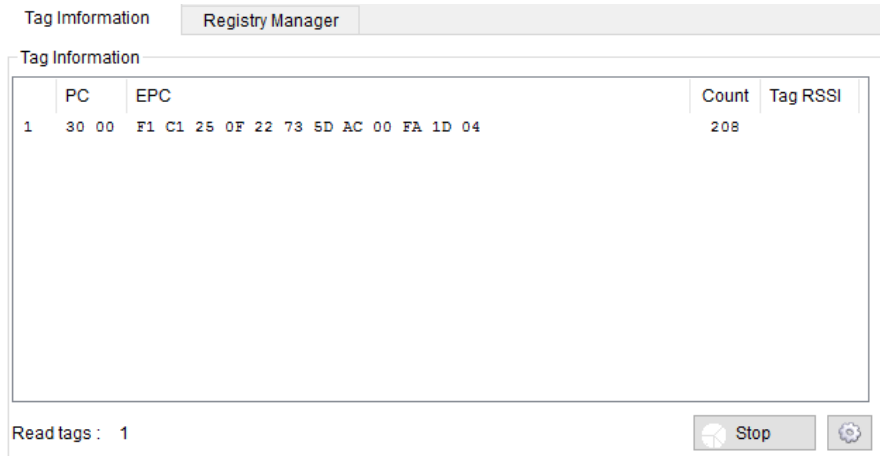 Tag Imformation Registry Manager
Tag Information
PC EPC Count Tag RSSI
1 30 00 F1 C1 25 0F 22 73 5D AC 00 FA 1D 04 208
Read tags : 1 Stop